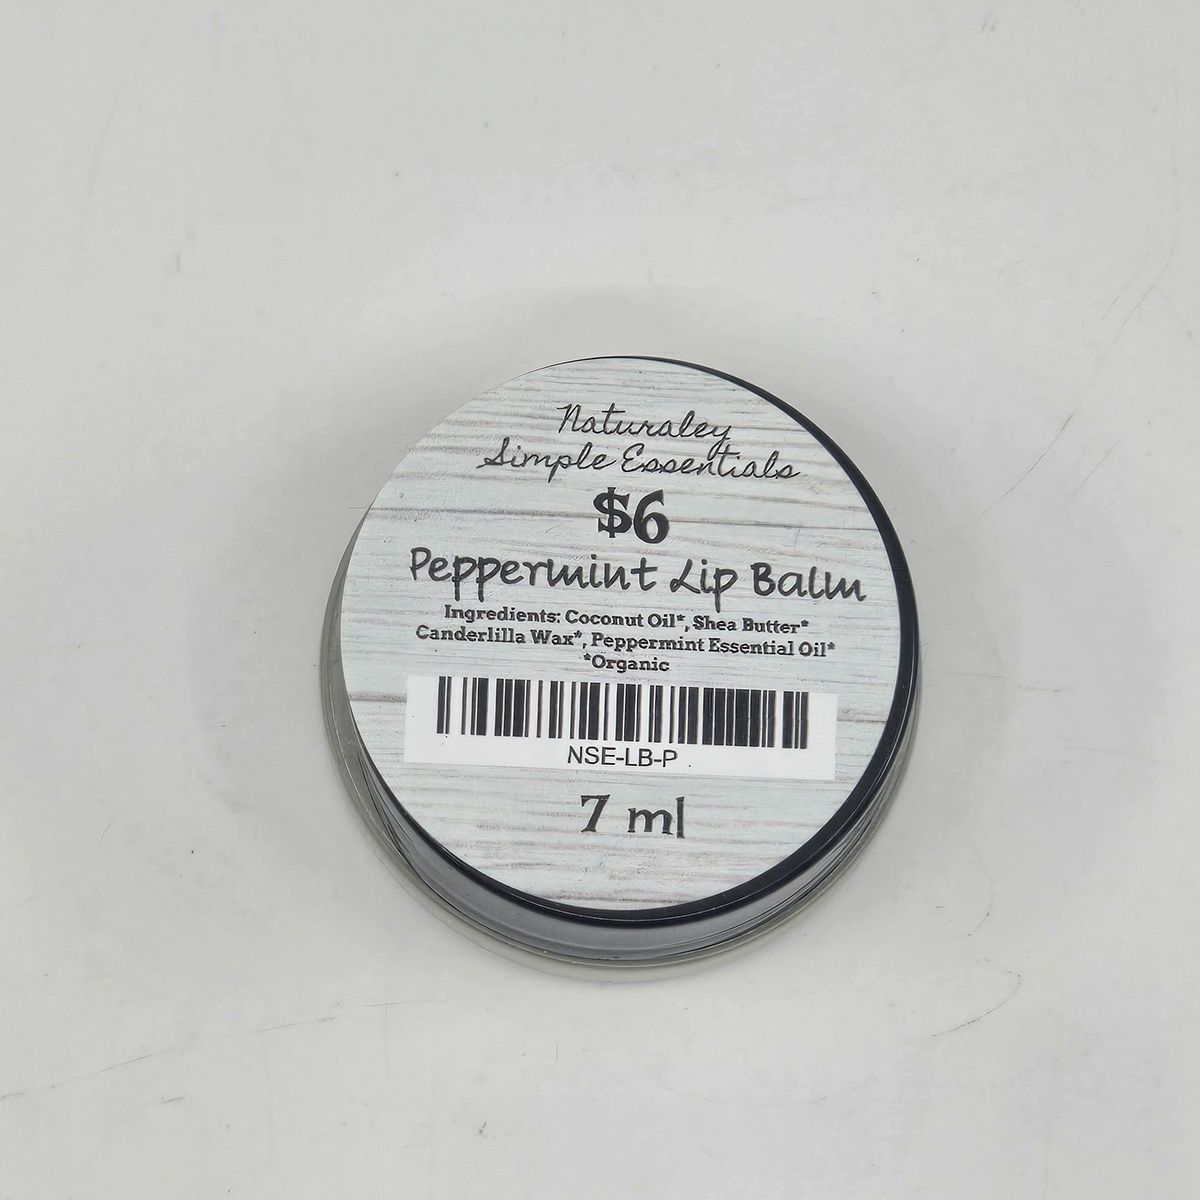 Naturaley
Simple Essentials
$6
Peppermint Lip Balm
Ingredients: Coconut Oil*, Shea Butter*
Canderlilla Wax*, Peppermint Essential Oil*
*Organic
NSE-LB-P
7 ml